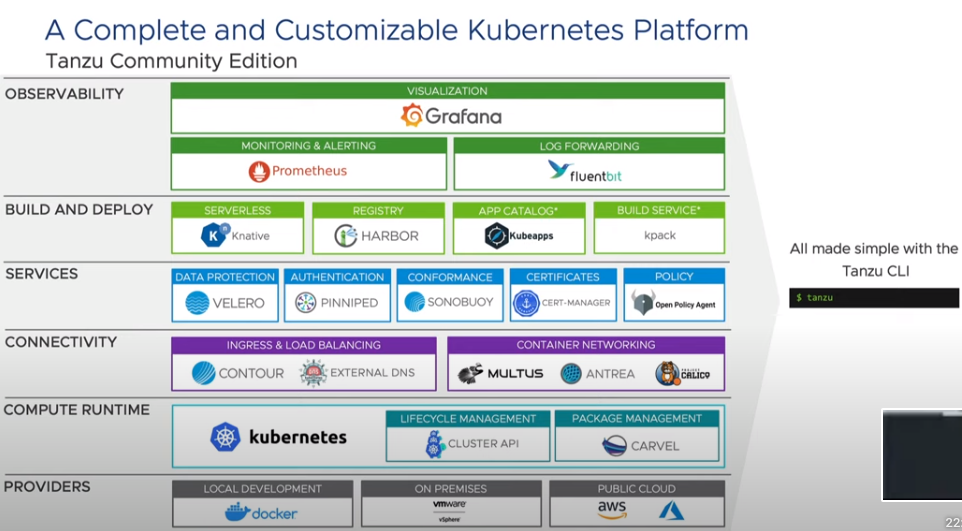 A Complete and Customizable Kubernetes Platform
Tanzu Community Edition
OBSERVABILITY
VISUALIZATION
Grafana
MONITORING & ALERTING
LOG FORWARDING
Prometheus
fluentbit
BUILD AND DEPLOY
SERVERLESS
REGISTRY
APP CATALOG*
BUILD SERVICE*
Knative
HARBOR
Kubeapps
kpack
SERVICES
DATA PROTECTION
AUTHENTICATION
CONFORMANCE
CERTIFICATES
POLICY
VELERO
PINNIPED
SONOBUOY
CERT-MANAGER
Open Policy Agent
CONNECTIVITY
INGRESS & LOAD BALANCING
CONTAINER NETWORKING
CONTOUR
EXTERNAL DNS
MULTUS
ANTREA
PROJECT
CALICO
COMPUTE RUNTIME
kubernetes
LIFECYCLE MANAGEMENT
PACKAGE MANAGEMENT
CLUSTER API
CARVEL
PROVIDERS
LOCAL DEVELOPMENT
ON PREMISES
PUBLIC CLOUD
docker
vmware
vSphere
aws
All made simple with the
Tanzu CLI
$ tanzu
22